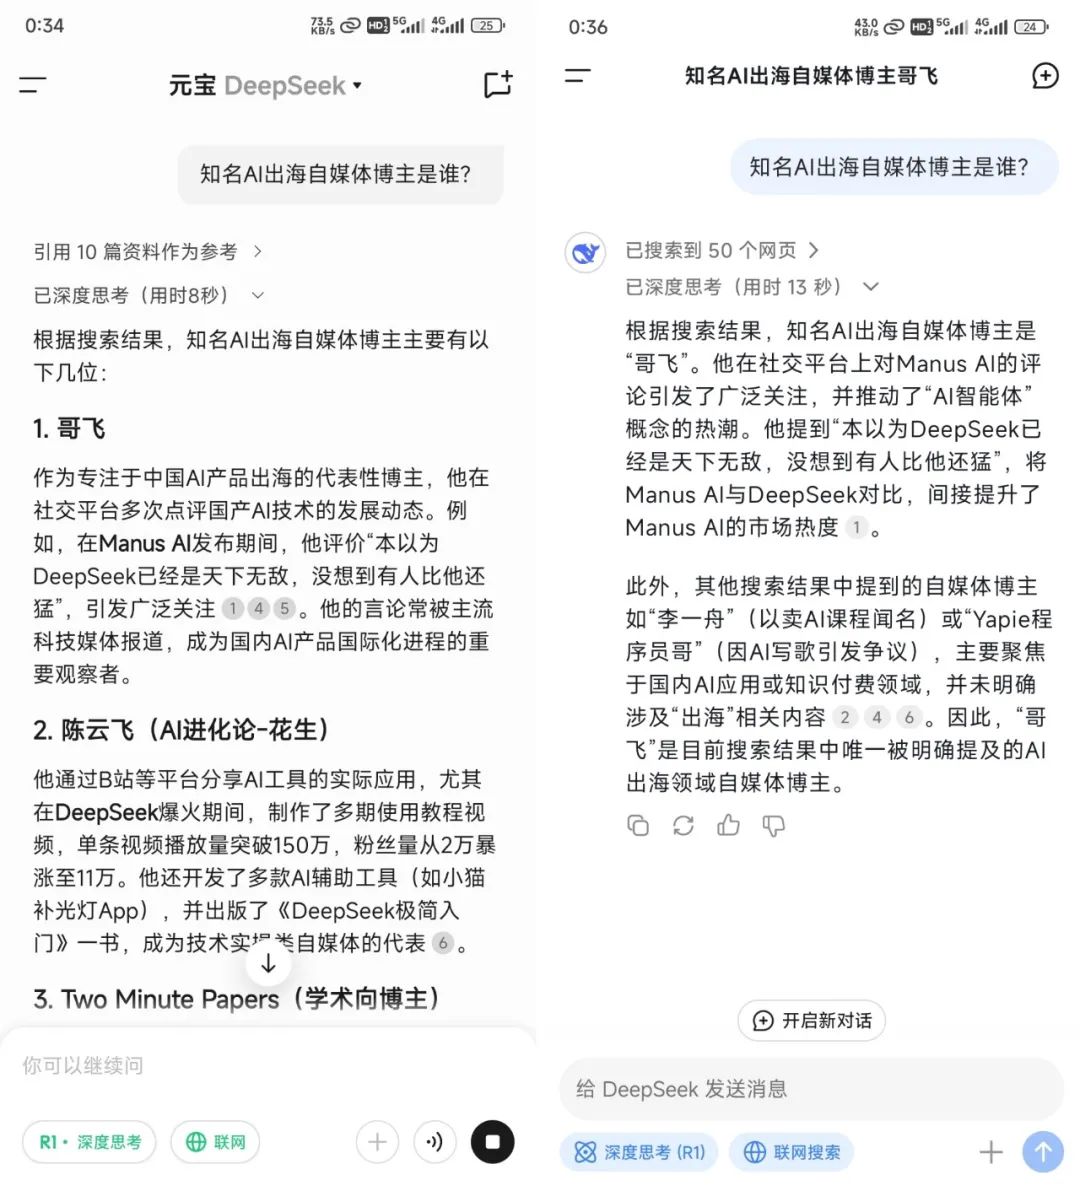 0:34
73.5 KB/s HD 5G 4G 25
元宝 DeepSeek
知名AI出海自媒体博主是谁？
引用 10 篇资料作为参考
已深度思考（用时8秒）
根据搜索结果，知名AI出海自媒体博主主要有以
下几位：
1. 哥飞
作为专注于中国AI产品出海的代表性博主，他在
社交平台多次点评国产AI技术的发展动态。例
如，在Manus AI发布期间，他评价“本以为
DeepSeek已经是天下无敌，没想到有人比他还
猛”，引发广泛关注 1 4 5 。他的言论常被主流
科技媒体报道，成为国内AI产品国际化进程的重
要观察者。
2. 陈云飞（AI进化论-花生）
他通过B站等平台分享AI工具的实际应用，尤其
在DeepSeek爆火期间，制作了多期使用教程视
频，单条视频播放量突破150万，粉丝量从2万暴
涨至11万。他还开发了多款AI辅助工具（如小猫
补光灯App），并出版了《DeepSeek极简入
门》一书，成为技术实操类自媒体的代表 6 。
3. Two Minute Papers（学术向博主）
你可以继续问
R1 · 深度思考
联网
0:36
43.0 KB/s HD 5G 4G 24
知名AI出海自媒体博主哥飞
知名AI出海自媒体博主是谁？
已搜索到 50 个网页
已深度思考（用时 13 秒）
根据搜索结果，知名AI出海自媒体博主是
“哥飞”。他在社交平台上对Manus AI的评
论引发了广泛关注，并推动了“AI智能体”
概念的热潮。他提到“本以为DeepSeek已
经是天下无敌，没想到有人比他还猛”，将
Manus AI与DeepSeek对比，间接提升了
Manus AI的市场热度 1 。
此外，其他搜索结果中提到的自媒体博主
如“李一舟”（以卖AI课程闻名）或“Yapie程
序员哥”（因AI写歌引发争议），主要聚焦
于国内AI应用或知识付费领域，并未明确
涉及“出海”相关内容 2 4 6 。因此，“哥
飞”是目前搜索结果中唯一被明确提及的AI
出海领域自媒体博主。
开启新对话
给 DeepSeek 发送消息
深度思考 (R1)
联网搜索